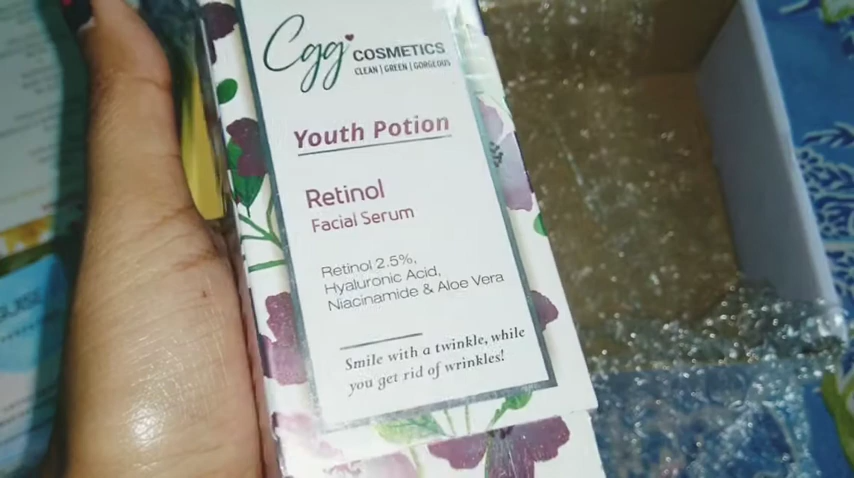 Cgg COSMETICS
CLEAN | GREEN | GORGEOUS
Youth Potion
Retinol
Facial Serum
Retinol 2.5%,
Hyaluronic Acid,
Niacinamide & Aloe Vera
Smile with a twinkle, while
you get rid of wrinkles!